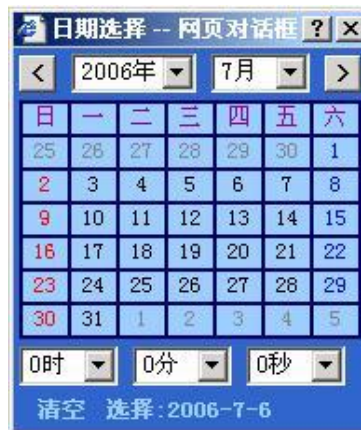 日期选择 -- 网页对话框 ? ×
< 2006年 7月 >
日 一 二 三 四 五 六
25 26 27 28 29 30 1
2 3 4 5 6 7 8
9 10 11 12 13 14 15
16 17 18 19 20 21 22
23 24 25 26 27 28 29
30 31 1 2 3 4 5
0时 0分 0秒
清空 选择:2006-7-6